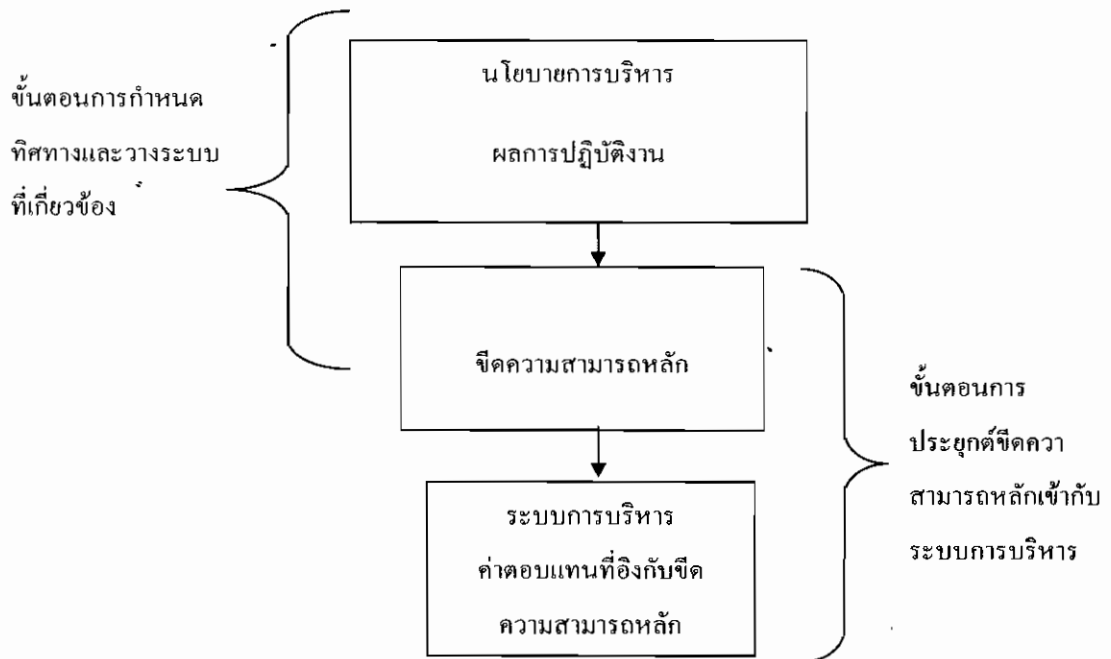 นโยบายการบริหาร
ผลการปฏิบัติงาน
ขั้นตอนการกำหนด
ทิศทางและวางระบบ
ที่เกี่ยวข้อง
ขีดความสามารถหลัก
ขั้นตอนการ
ประยุกต์ขีดควา
สามารถหลักเข้ากับ
ระบบการบริหาร
ระบบการบริหาร
ค่าตอบแทนที่อิงกับขีด
ความสามารถหลัก